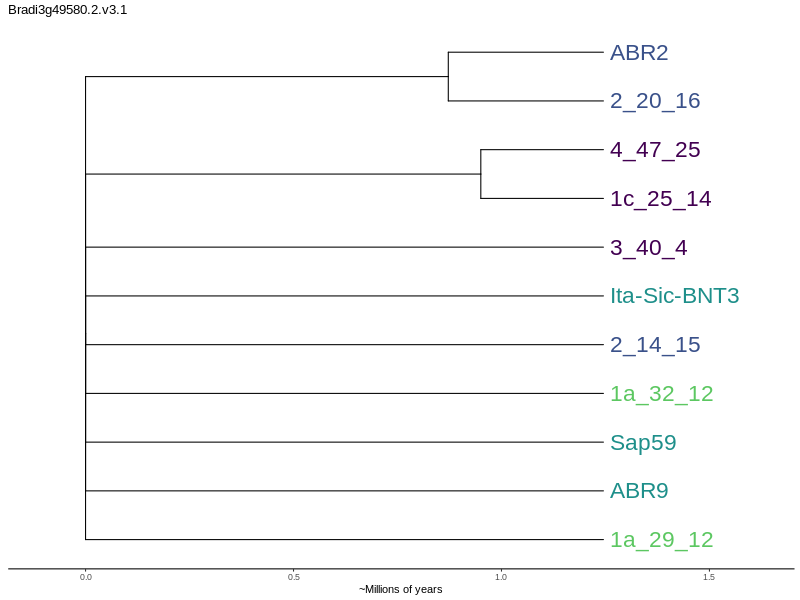 Bradi3g49580.2.v3.1
ABR2
2_20_16
4_47_25
1c_25_14
3_40_4
Ita-Sic-BNT3
2_14_15
1a_32_12
Sap59
ABR9
1a_29_12
0.0 0.5 1.0 1.5
~Millions of years